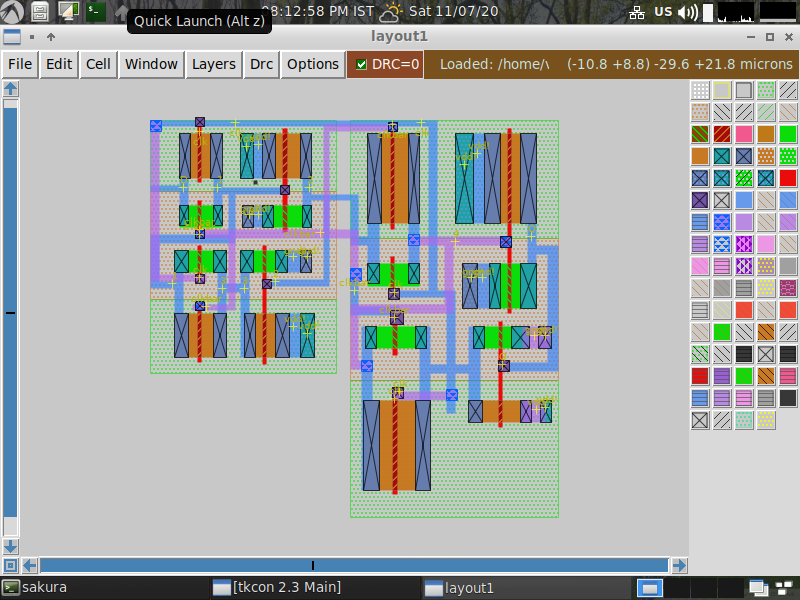 08:12:58 PM IST
Sat 11/07/20
US
Quick Launch (Alt z)
layout1
File Edit Cell Window Layers Drc Options
DRC=0
Loaded: /home/\ (-10.8 +8.8) -29.6 +21.8 microns
sakura
[tkcon 2.3 Main]
layout1